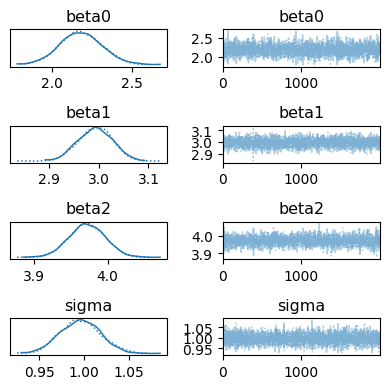 beta0 beta0
2.5
2.0
2.0 2.5 0 1000
beta1 beta1
3.1
3.0
2.9
2.9 3.0 3.1 0 1000
beta2 beta2
4.0
3.9
3.9 4.0 0 1000
sigma sigma
1.05
1.00
0.95
0.95 1.00 1.05 0 1000